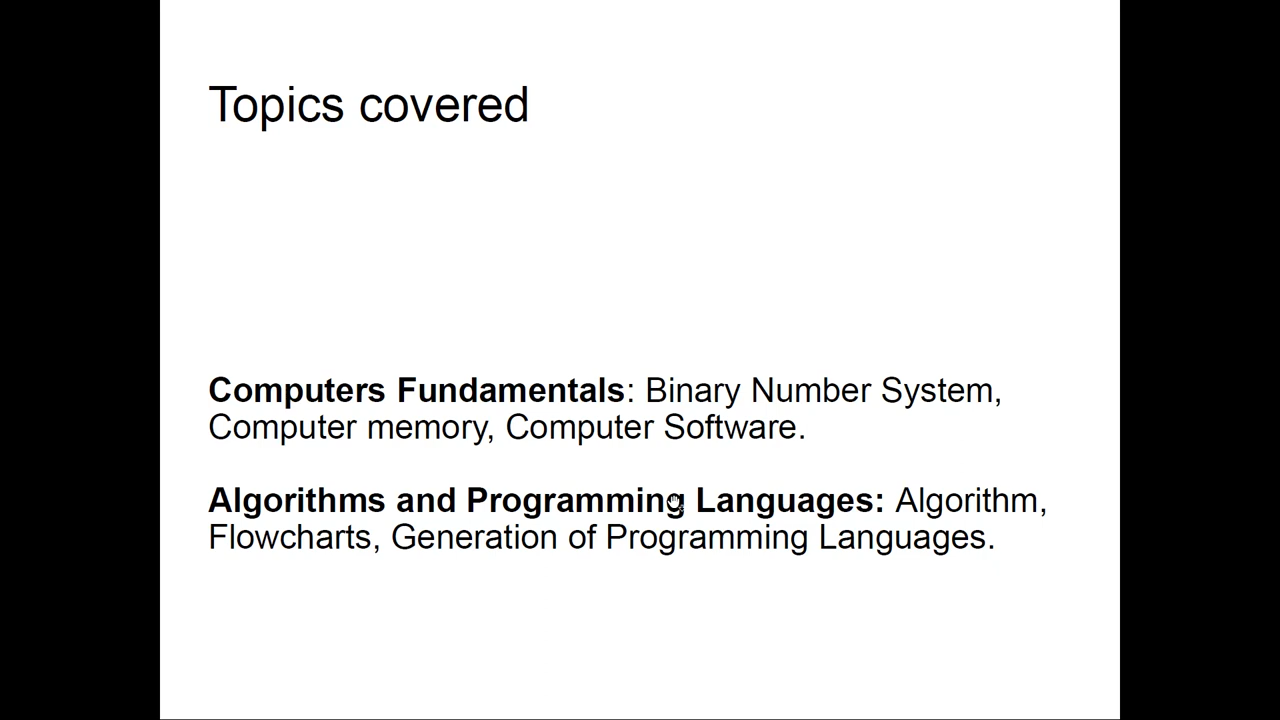 Topics covered
Computers Fundamentals: Binary Number System,
Computer memory, Computer Software.
Algorithms and Programming Languages: Algorithm,
Flowcharts, Generation of Programming Languages.